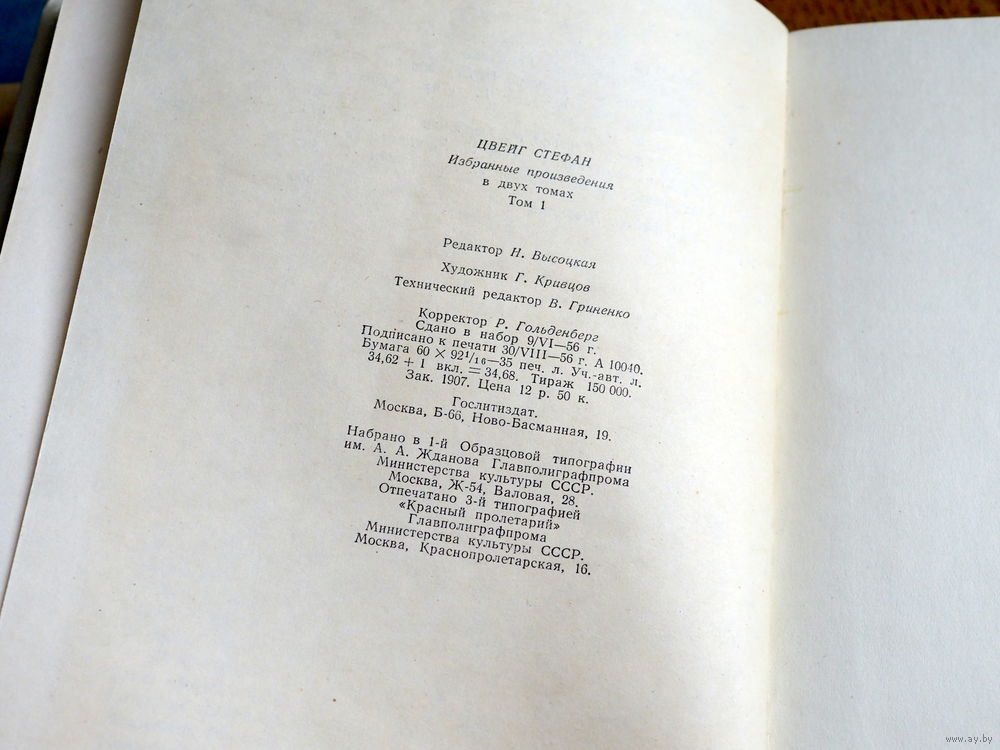 ЦВЕЙГ СТЕФАН
Избранные произведения
в двух томах
Том 1
Редактор Н. Высоцкая
Художник Г. Кривцов
Технический редактор В. Гриненко
Корректор Р. Гольденберг
Сдано в набор 9/VI—56 г.
Подписано к печати 30/VIII—56 г. А 10040.
Бумага 60 × 92 1/16—35 печ. л. Уч.-авт. л.
34,62 + 1 вкл. = 34,68. Тираж 150 000.
Зак. 1907. Цена 12 р. 50 к.
Гослитиздат.
Москва, Б-66, Ново-Басманная, 19.
Набрано в 1-й Образцовой типографии
им. А. А. Жданова Главполиграфпрома
Министерства культуры СССР.
Москва, Ж-54, Валовая, 28.
Отпечатано 3-й типографией
«Красный пролетарий»
Главполиграфпрома
Министерства культуры СССР.
Москва, Краснопролетарская, 16.
www.ay.by